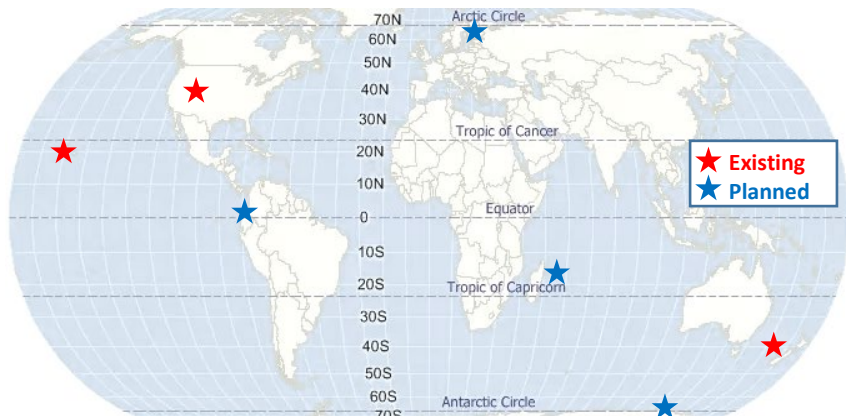 70N
Arctic Circle
60N
50N
40N
30N
Tropic of Cancer
20N
Existing
Planned
10N
Equator
0
10S
20S
Tropic of Capricorn
30S
40S
50S
60S
Antarctic Circle
70S